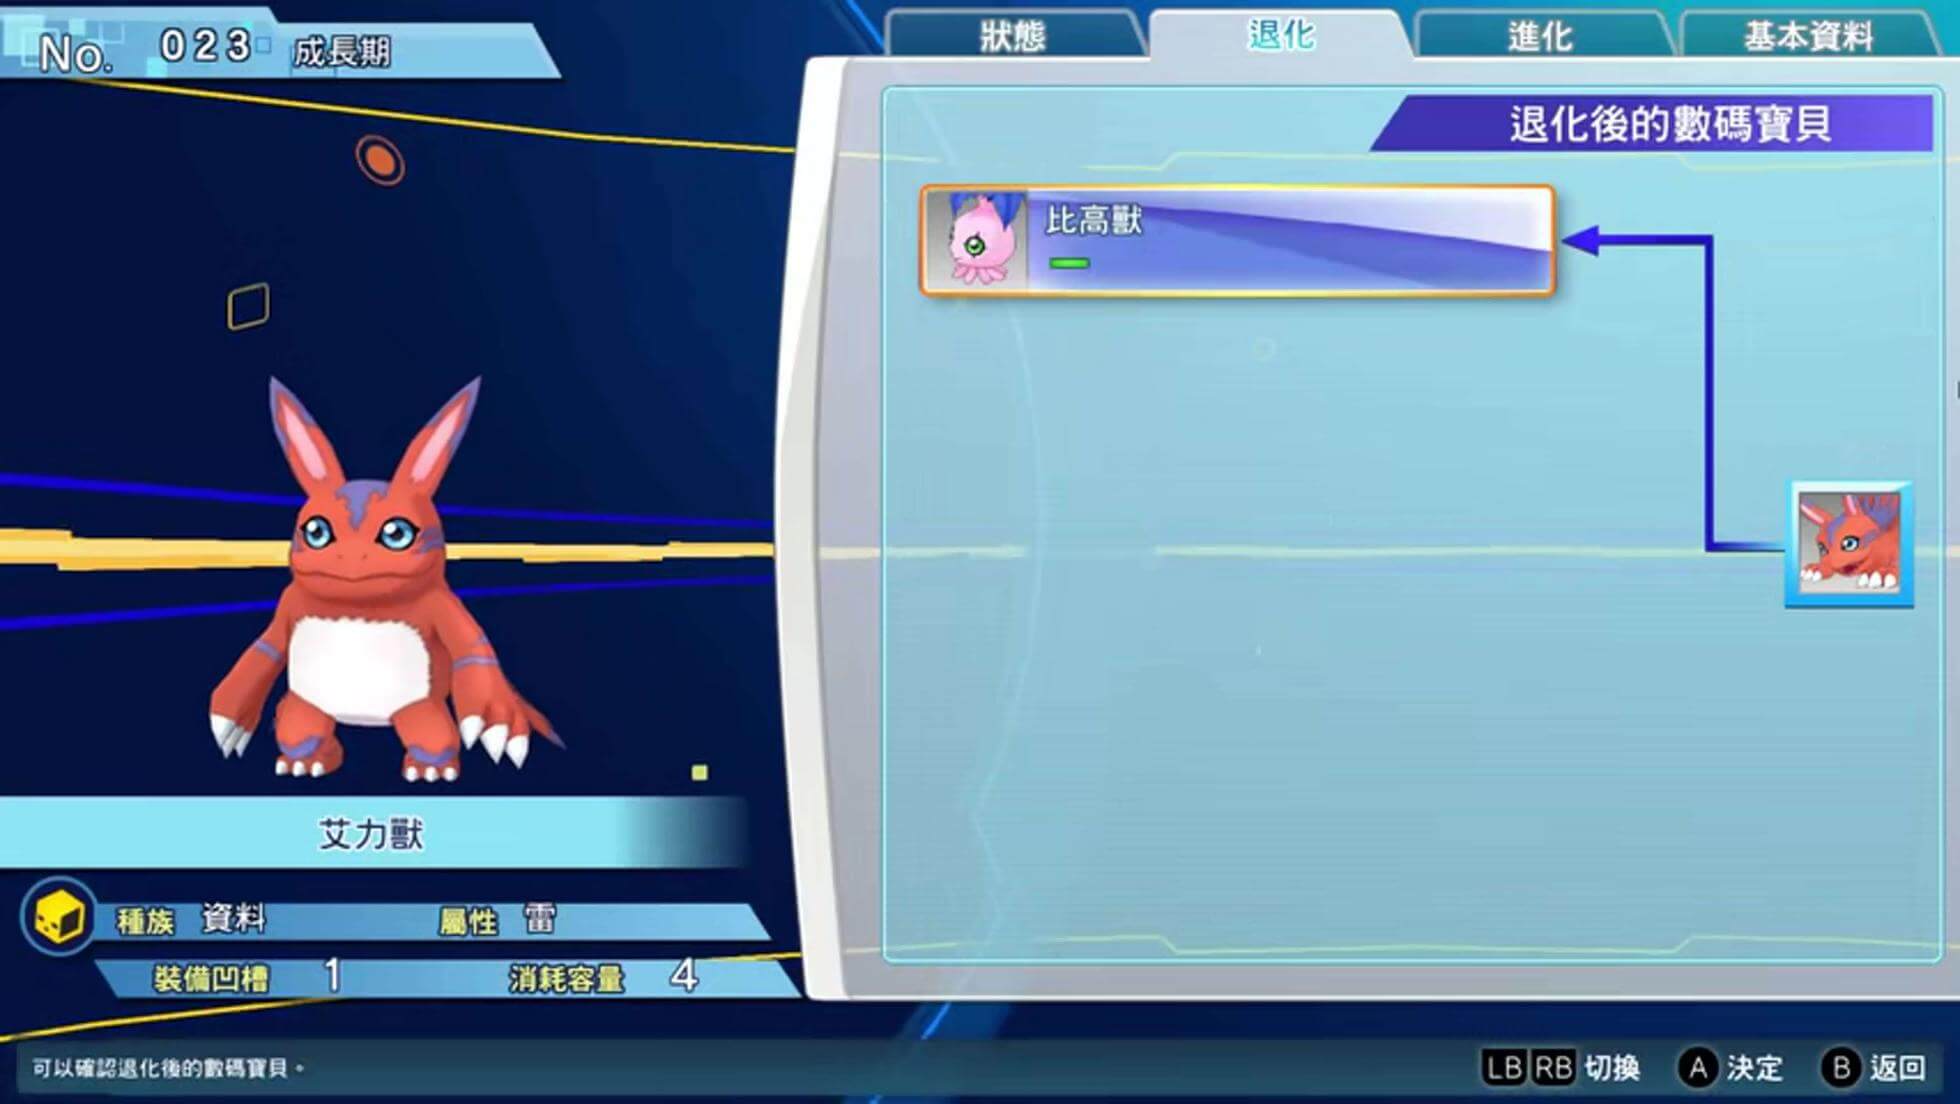 No. 023 成長期
狀態 退化 進化 基本資料
退化後的數碼寶貝
比高獸
艾力獸
種族 資料 屬性 雷
裝備凹槽 1 消耗容量 4
可以確認退化後的數碼寶貝。
LB RB 切換 A 決定 B 返回